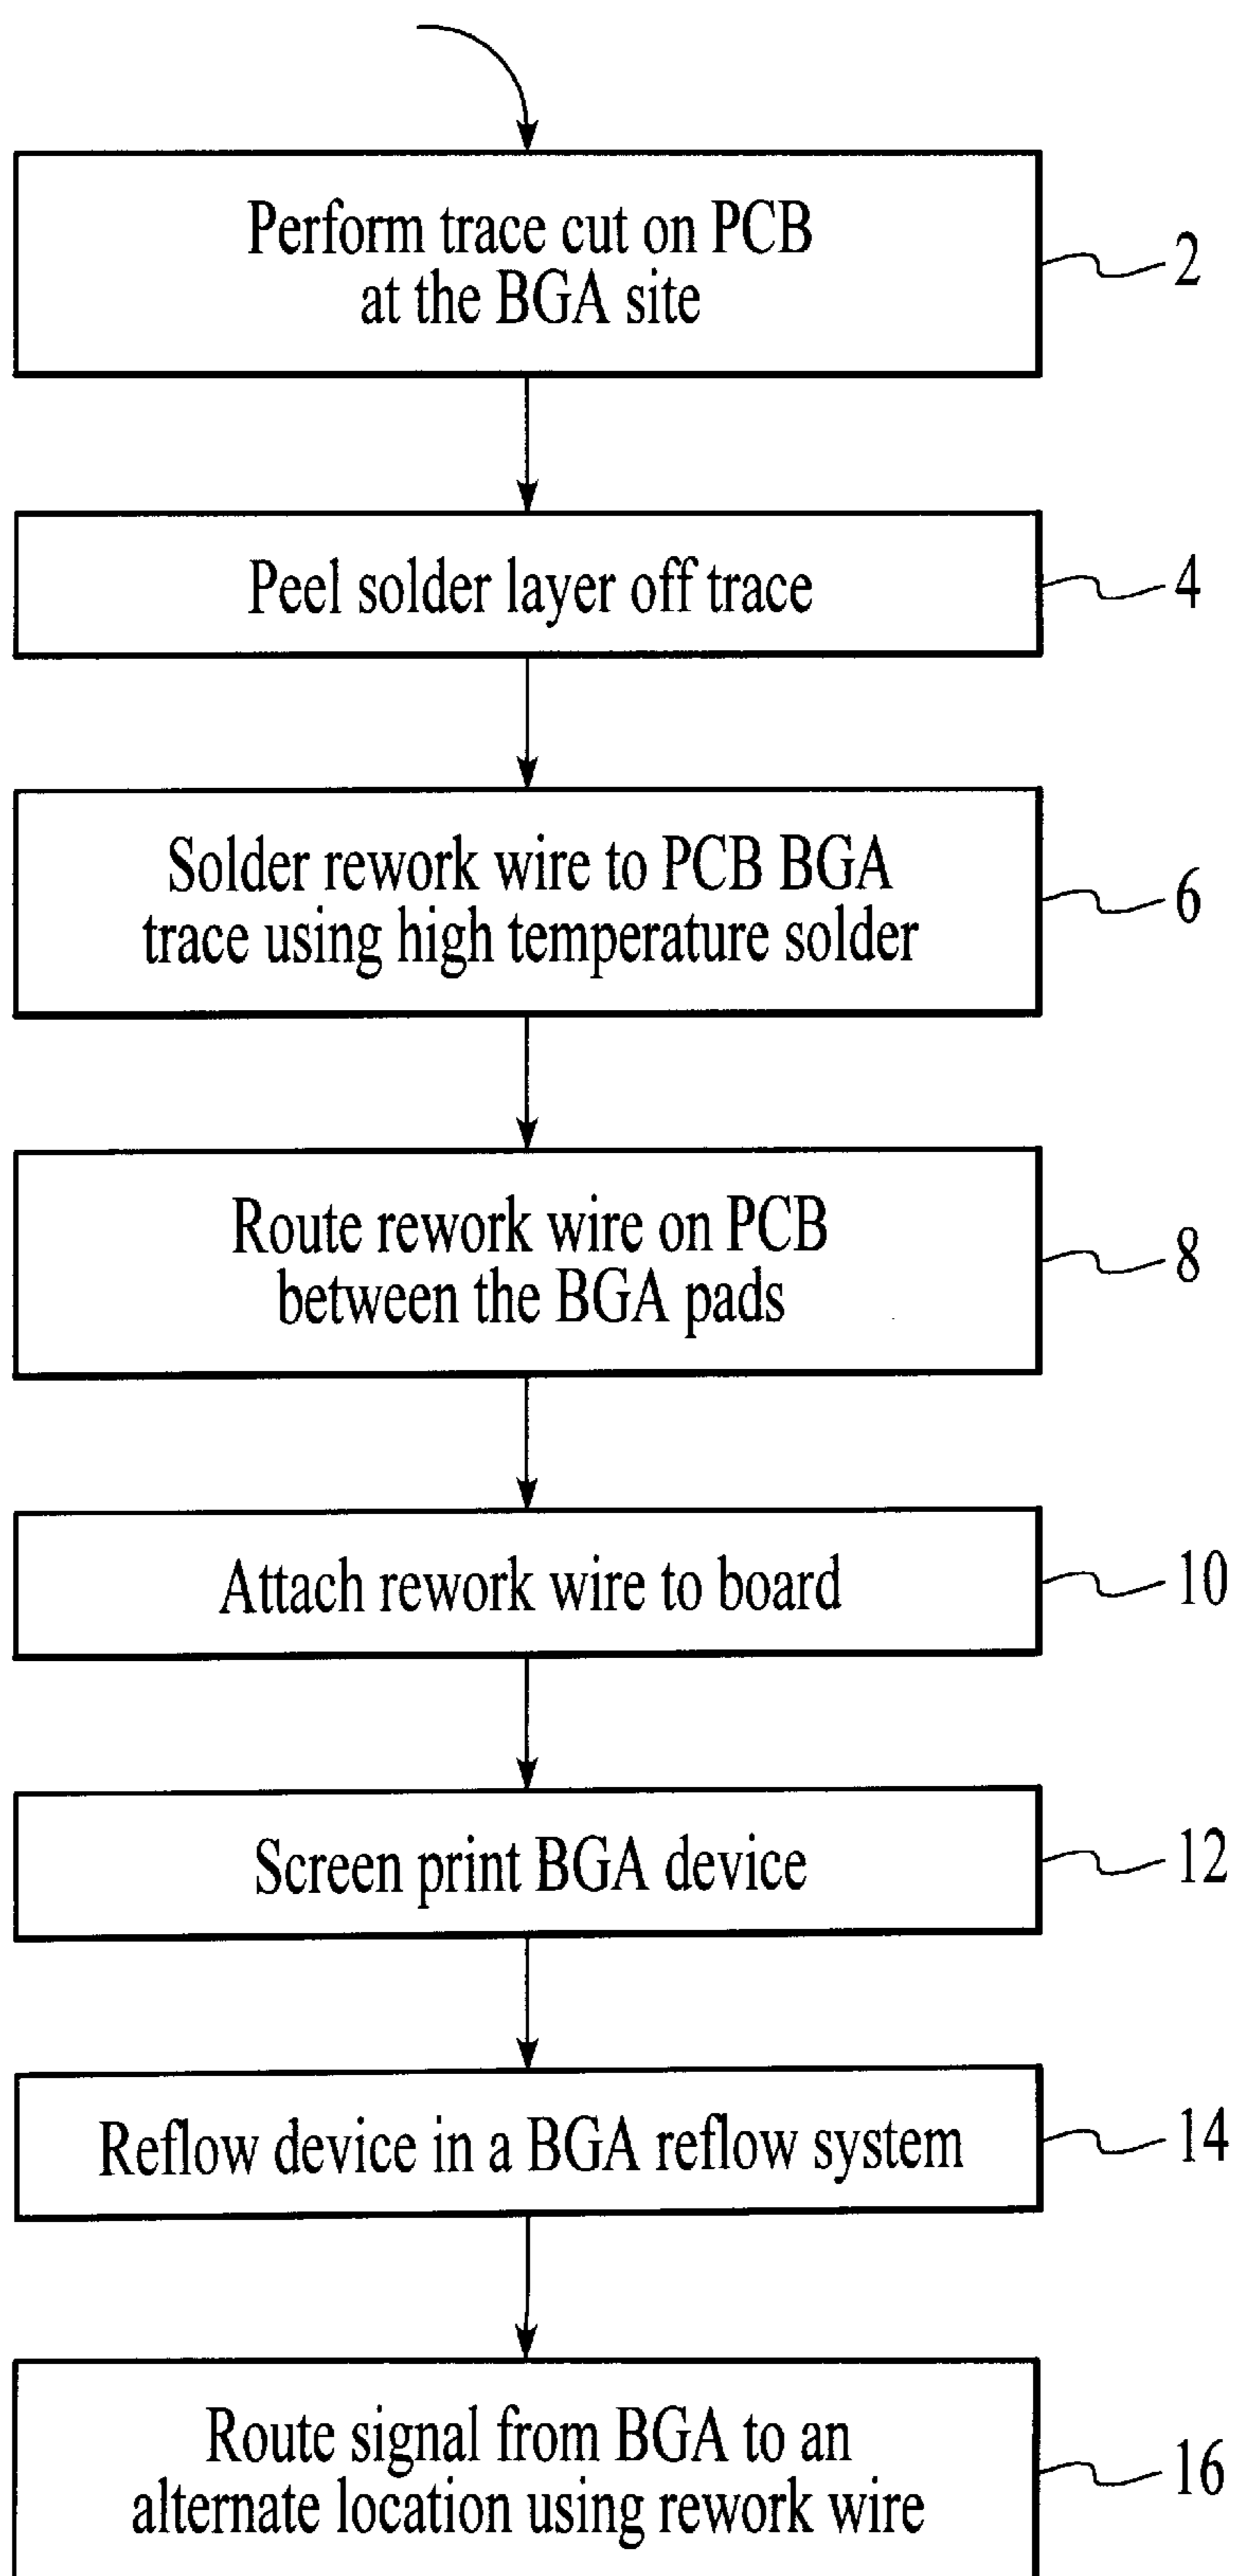 Perform trace cut on PCB
at the BGA site
2
Peel solder layer off trace
4
Solder rework wire to PCB BGA
trace using high temperature solder
6
Route rework wire on PCB
between the BGA pads
8
Attach rework wire to board
10
Screen print BGA device
12
Reflow device in a BGA reflow system
14
Route signal from BGA to an
alternate location using rework wire
16